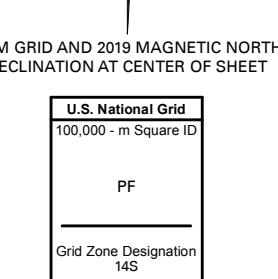 M GRID AND 2019 MAGNETIC NORTH
ECLINATION AT CENTER OF SHEET
U.S. National Grid
100,000 - m Square ID
PF
Grid Zone Designation
14S